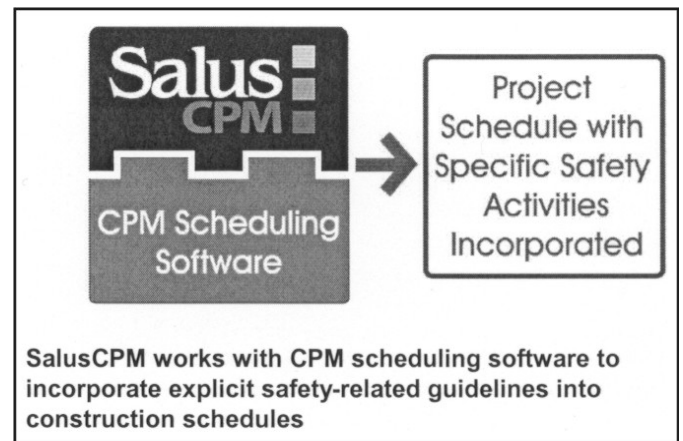 Salus
CPM
CPM Scheduling
Software
Project
Schedule with
Specific Safety
Activities
Incorporated
SalusCPM works with CPM scheduling software to
incorporate explicit safety-related guidelines into
construction schedules